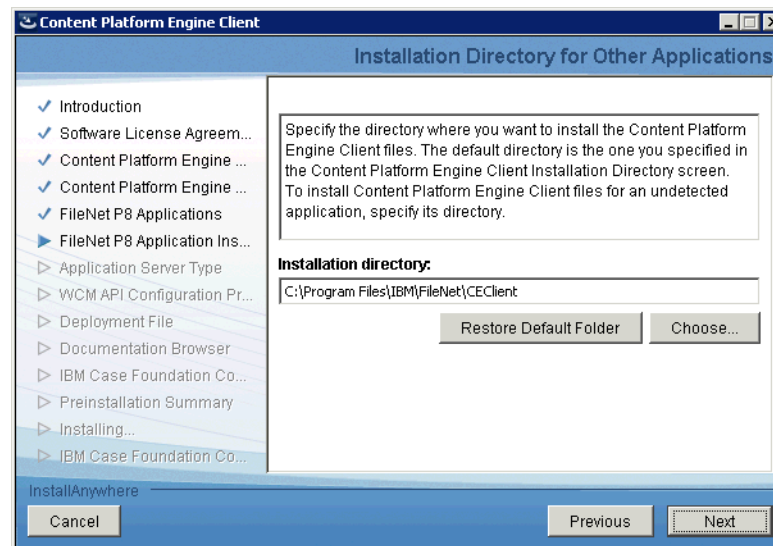 Content Platform Engine Client
Installation Directory for Other Applications
Introduction
Software License Agreem...
Content Platform Engine ...
Content Platform Engine ...
FileNet P8 Applications
FileNet P8 Application Ins...
Application Server Type
WCM API Configuration Pr...
Deployment File
Documentation Browser
IBM Case Foundation Co...
Preinstallation Summary
Installing...
IBM Case Foundation Co...
Specify the directory where you want to install the Content Platform
Engine Client files. The default directory is the one you specified in
the Content Platform Engine Client Installation Directory screen.
To install Content Platform Engine Client files for an undetected
application, specify its directory.
Installation directory:
C:\Program Files\IBM\FileNet\CEClient
Restore Default Folder
Choose...
InstallAnywhere
Cancel
Previous
Next